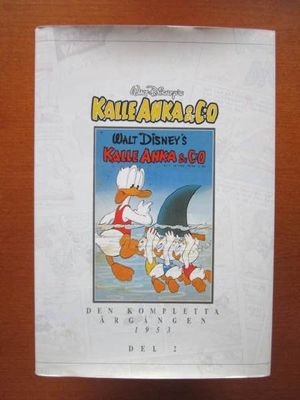 Walt Disney's
KALLE ANKA & C:O
WALT DISNEY'S
KALLE ANKA & C:O
DEN KOMPLETTA
ÅRGÅNGEN
1953
DEL 2